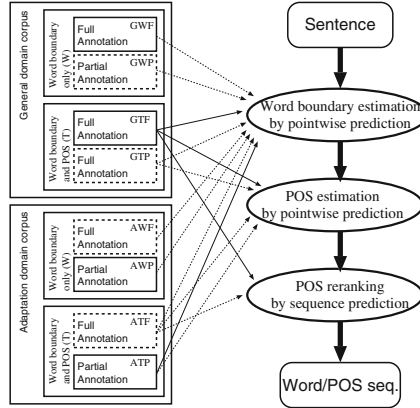 General domain corpus
Word boundary
only (W)
Full
Annotation
GWF
Partial
Annotation
GWP
Word boundary
and POS (T)
Full
Annotation
GTF
Full
Annotation
GTP
Adaptation domain corpus
Word boundary
only (W)
Full
Annotation
AWF
Partial
Annotation
AWP
Word boundary
and POS (T)
Full
Annotation
ATF
Partial
Annotation
ATP
Sentence
Word boundary estimation
by pointwise prediction
POS estimation
by pointwise prediction
POS reranking
by sequence prediction
Word/POS seq.